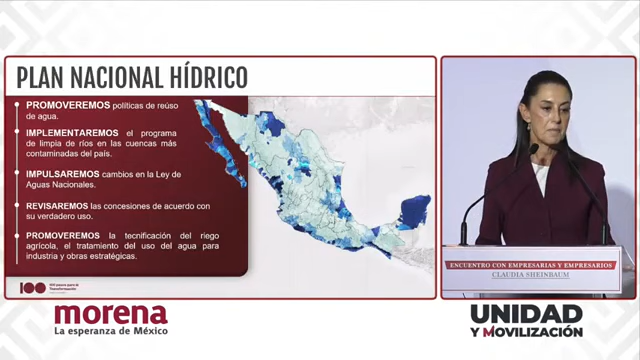 PLAN NACIONAL HÍDRICO
PROMOVEREMOS políticas de reúso
de agua.
IMPLEMENTAREMOS el programa
de limpia de ríos en las cuencas más
contaminadas del país.
IMPULSAREMOS cambios en la Ley de
Aguas Nacionales.
REVISAREMOS las concesiones de acuerdo con
su verdadero uso.
PROMOVEREMOS la tecnificación del riego
agrícola, el tratamiento del uso del agua para
industria y obras estratégicas.
100
ENCUENTRO CON EMPRESARIAS Y EMPRESARIOS
CLAUDIA SHEINBAUM
morena
La esperanza de México
UNIDAD
Y MOVILIZACIÓN